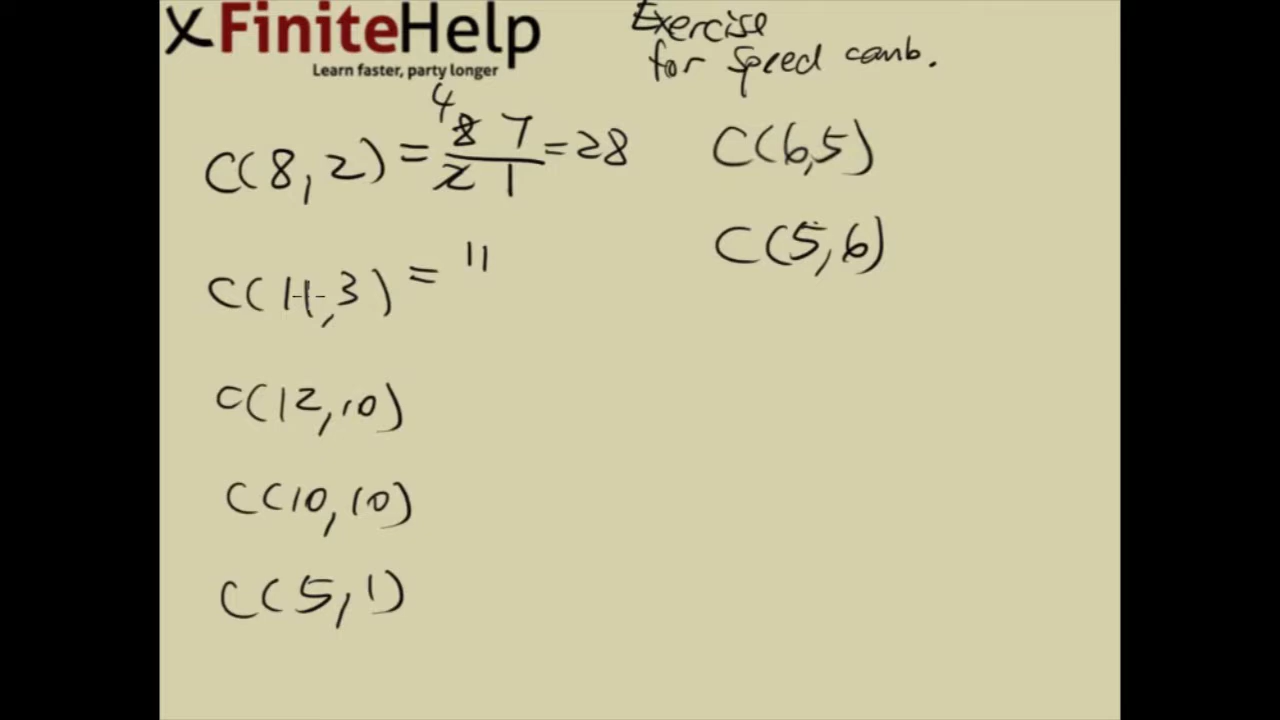 XFiniteHelp
Learn faster, party longer
Exercise
for speed comb.
C(8,2) = 4 8 7 / 2 1 = 28
C(11,3) = 11
C(12,10)
C(10,10)
C(5,1)
C(6,5)
C(5,6)